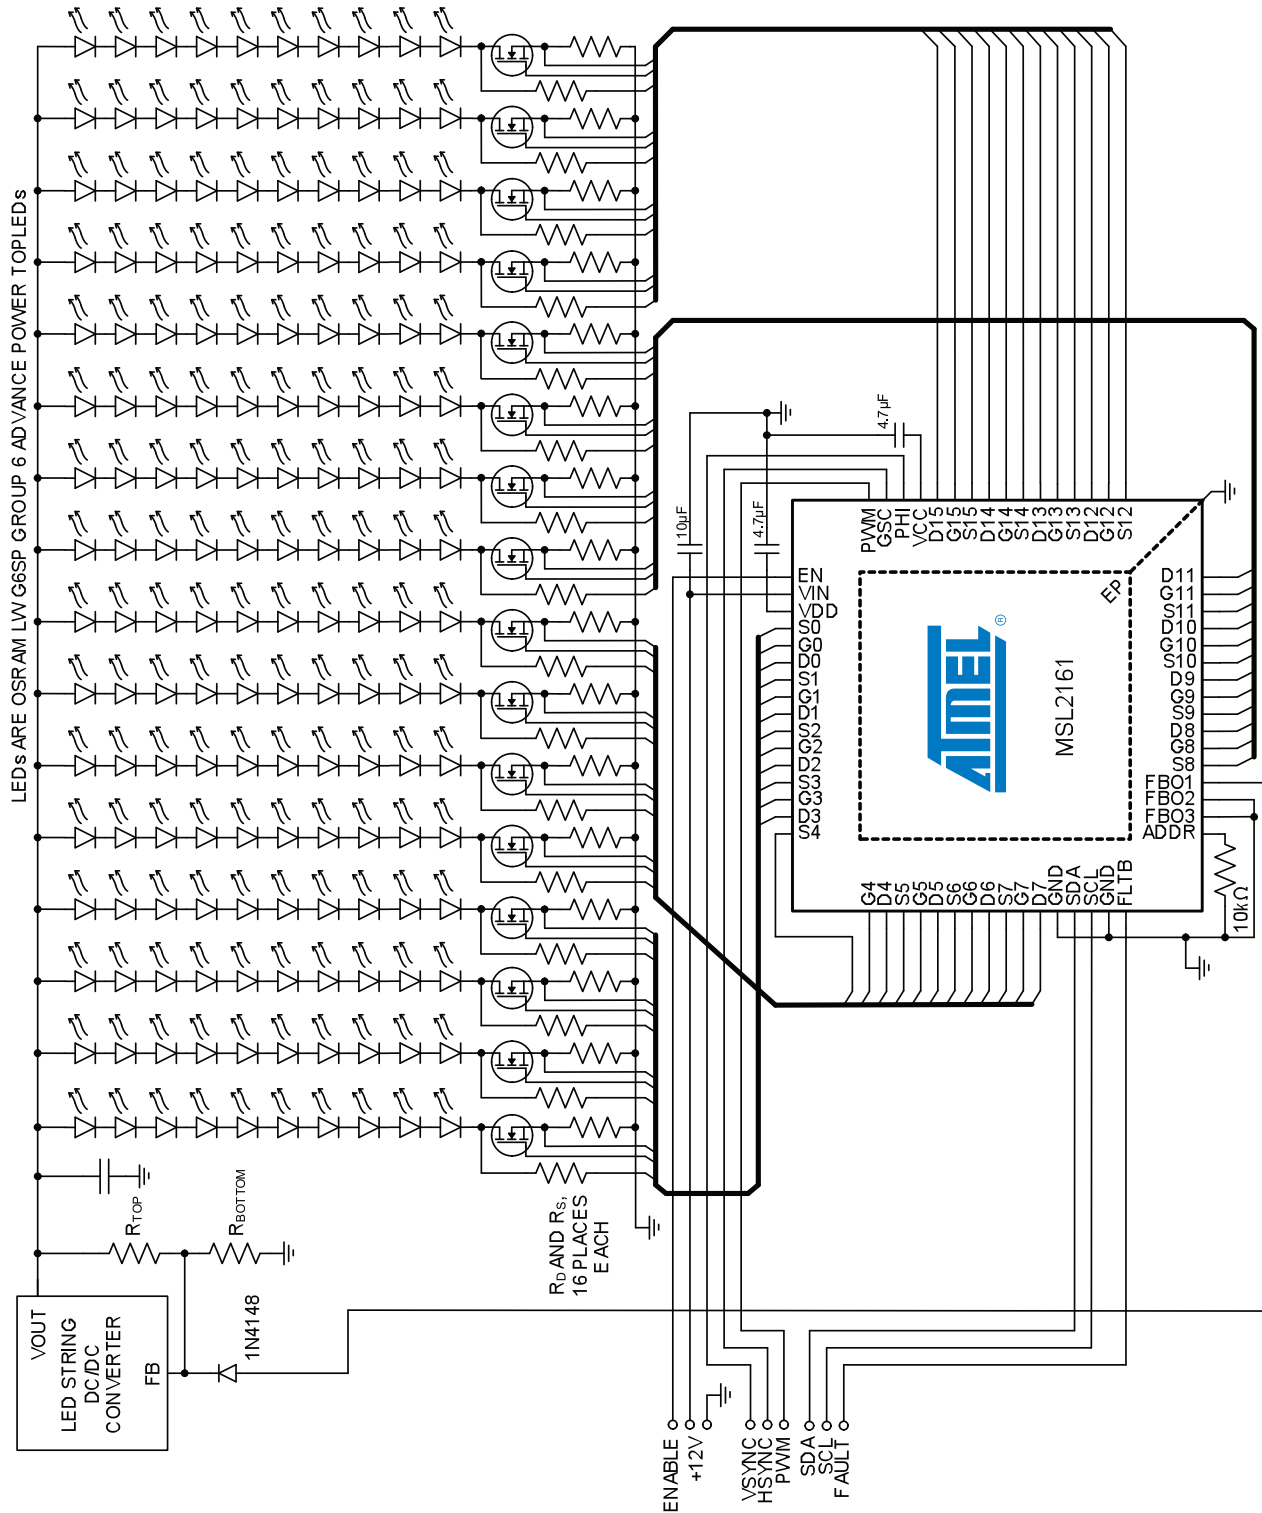 LEDs ARE OSRAM LW G6SP GROUP 6 ADVANCE POWER TOPLEDs
VOUT
LED STRING
DC/DC
CONVERTER
FB
RTOP
RBOTTOM
1N4148
RD AND RS,
16 PLACES
EACH
10µF
4.7µF
4.7µF
ENABLE
+12V
VSYNC
HSYNC
PWM
SDA
SCL
FAULT
EN
VIN
VDD
S0
G0
D0
S1
G1
D1
S2
G2
D2
S3
G3
D3
S4
G4
D4
S5
G5
D5
S6
G6
D6
S7
G7
D7
GND
SDA
SCL
GND
FLTB
PWM
GSC
PHI
VCC
D15
G15
S15
D14
G14
S14
D13
G13
S13
D12
G12
S12
D11
G11
S11
D10
G10
S10
D9
G9
S9
D8
G8
S8
FBO1
FBO2
FBO3
ADDR
EP
ATMEL®
MSL2161
10kΩ